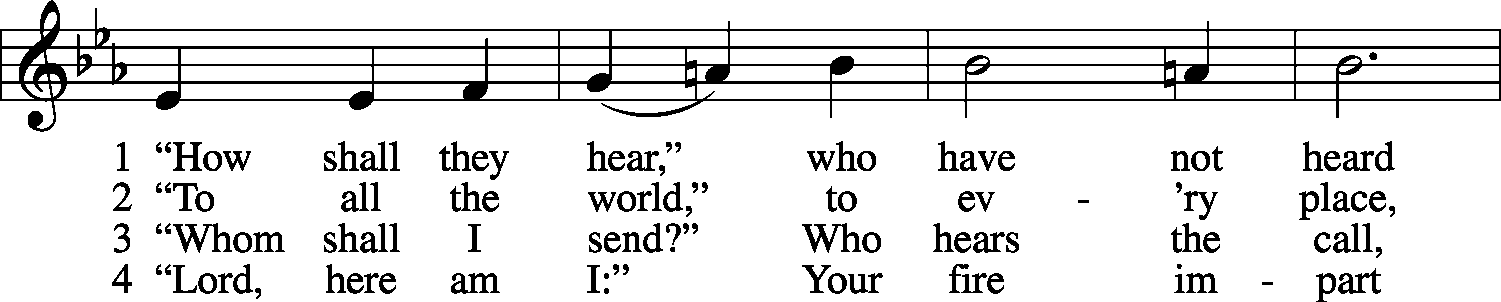 1 “How shall they hear,” who have not heard
2 “To all the world,” to ev - ’ry place,
3 “Whom shall I send?” Who hears the call,
4 “Lord, here am I:” Your fire im - part